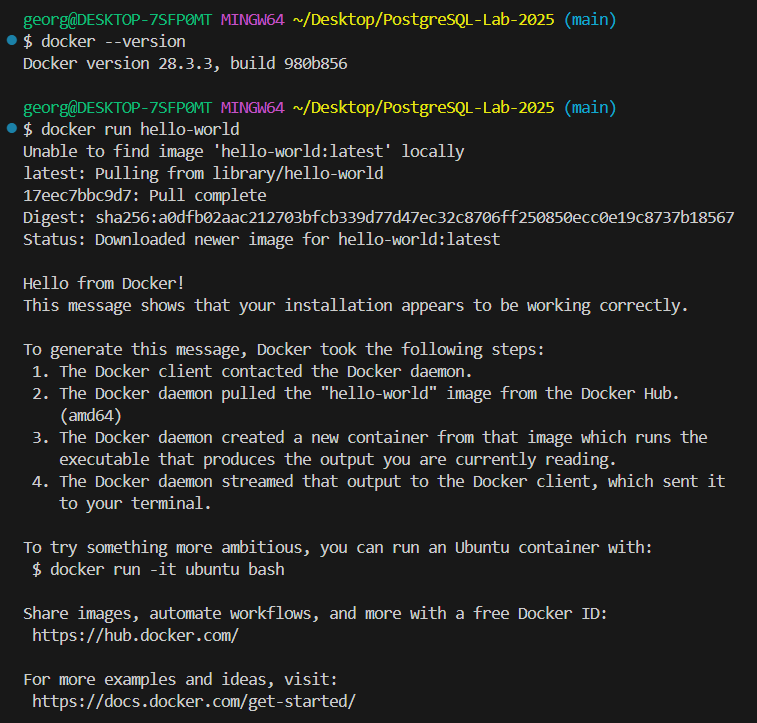 georg@DESKTOP-7SFP0MT MINGW64 ~/Desktop/PostgreSQL-Lab-2025 (main)
$ docker --version
Docker version 28.3.3, build 980b856
georg@DESKTOP-7SFP0MT MINGW64 ~/Desktop/PostgreSQL-Lab-2025 (main)
$ docker run hello-world
Unable to find image 'hello-world:latest' locally
latest: Pulling from library/hello-world
17eec7bbc9d7: Pull complete
Digest: sha256:a0dfb02aac212703bfcb339d77d47ec32c8706ff250850ecc0e19c8737b18567
Status: Downloaded newer image for hello-world:latest
Hello from Docker!
This message shows that your installation appears to be working correctly.
To generate this message, Docker took the following steps:
1. The Docker client contacted the Docker daemon.
2. The Docker daemon pulled the "hello-world" image from the Docker Hub.
(amd64)
3. The Docker daemon created a new container from that image which runs the
executable that produces the output you are currently reading.
4. The Docker daemon streamed that output to the Docker client, which sent it
to your terminal.
To try something more ambitious, you can run an Ubuntu container with:
$ docker run -it ubuntu bash
Share images, automate workflows, and more with a free Docker ID:
https://hub.docker.com/
For more examples and ideas, visit:
https://docs.docker.com/get-started/